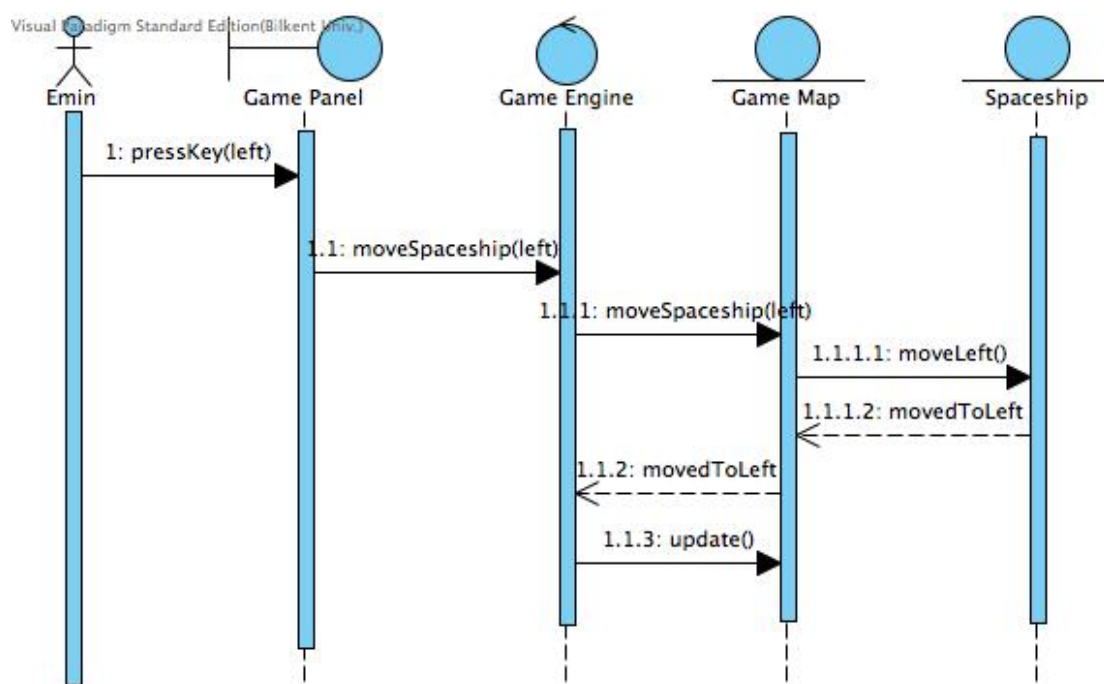 Visual Paradigm Standard Edition(Bilkent Univ.)
Emin
Game Panel
Game Engine
Game Map
Spaceship
1: pressKey(left)
1.1: moveSpaceship(left)
1.1.1: moveSpaceship(left)
1.1.1.1: moveLeft()
1.1.1.2: movedToLeft
1.1.2: movedToLeft
1.1.3: update()